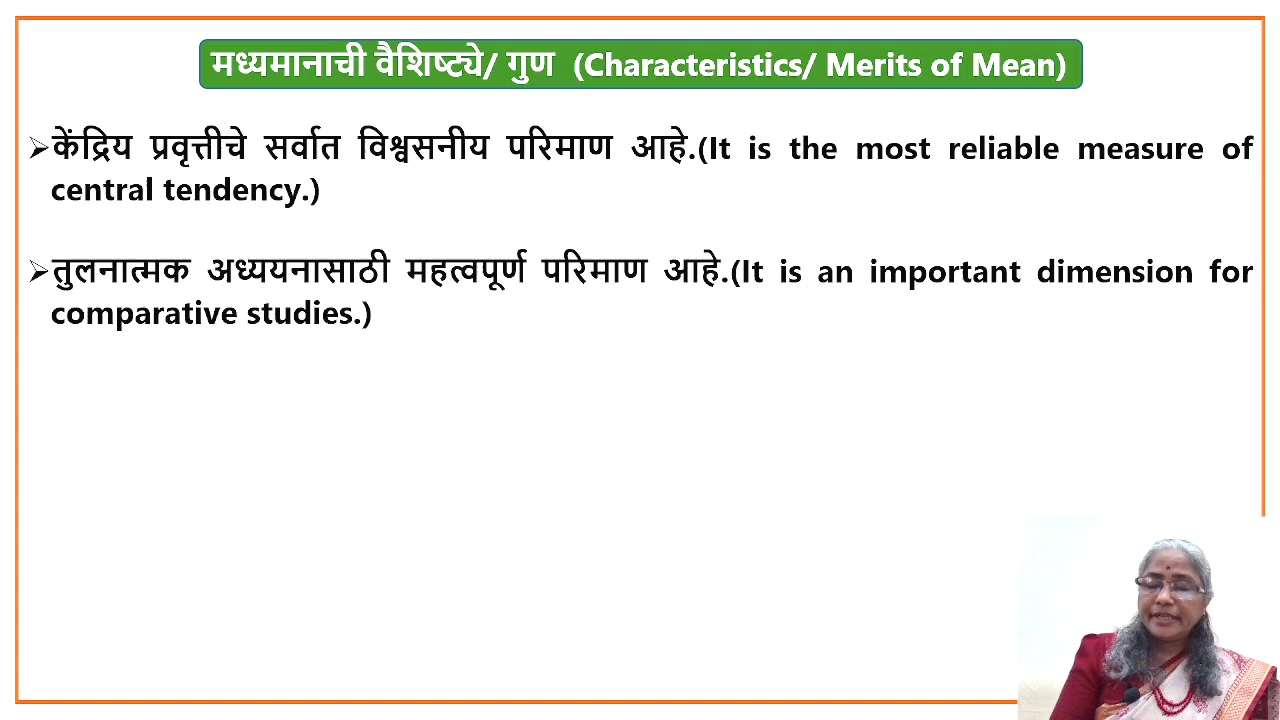 मध्यमानाची वैशिष्ट्ये/ गुण (Characteristics/ Merits of Mean)
➢केंद्रिय प्रवृत्तीचे सर्वात विश्वसनीय परिमाण आहे.(It is the most reliable measure of
central tendency.)
➢तुलनात्मक अध्ययनासाठी महत्वपूर्ण परिमाण आहे.(It is an important dimension for
comparative studies.)